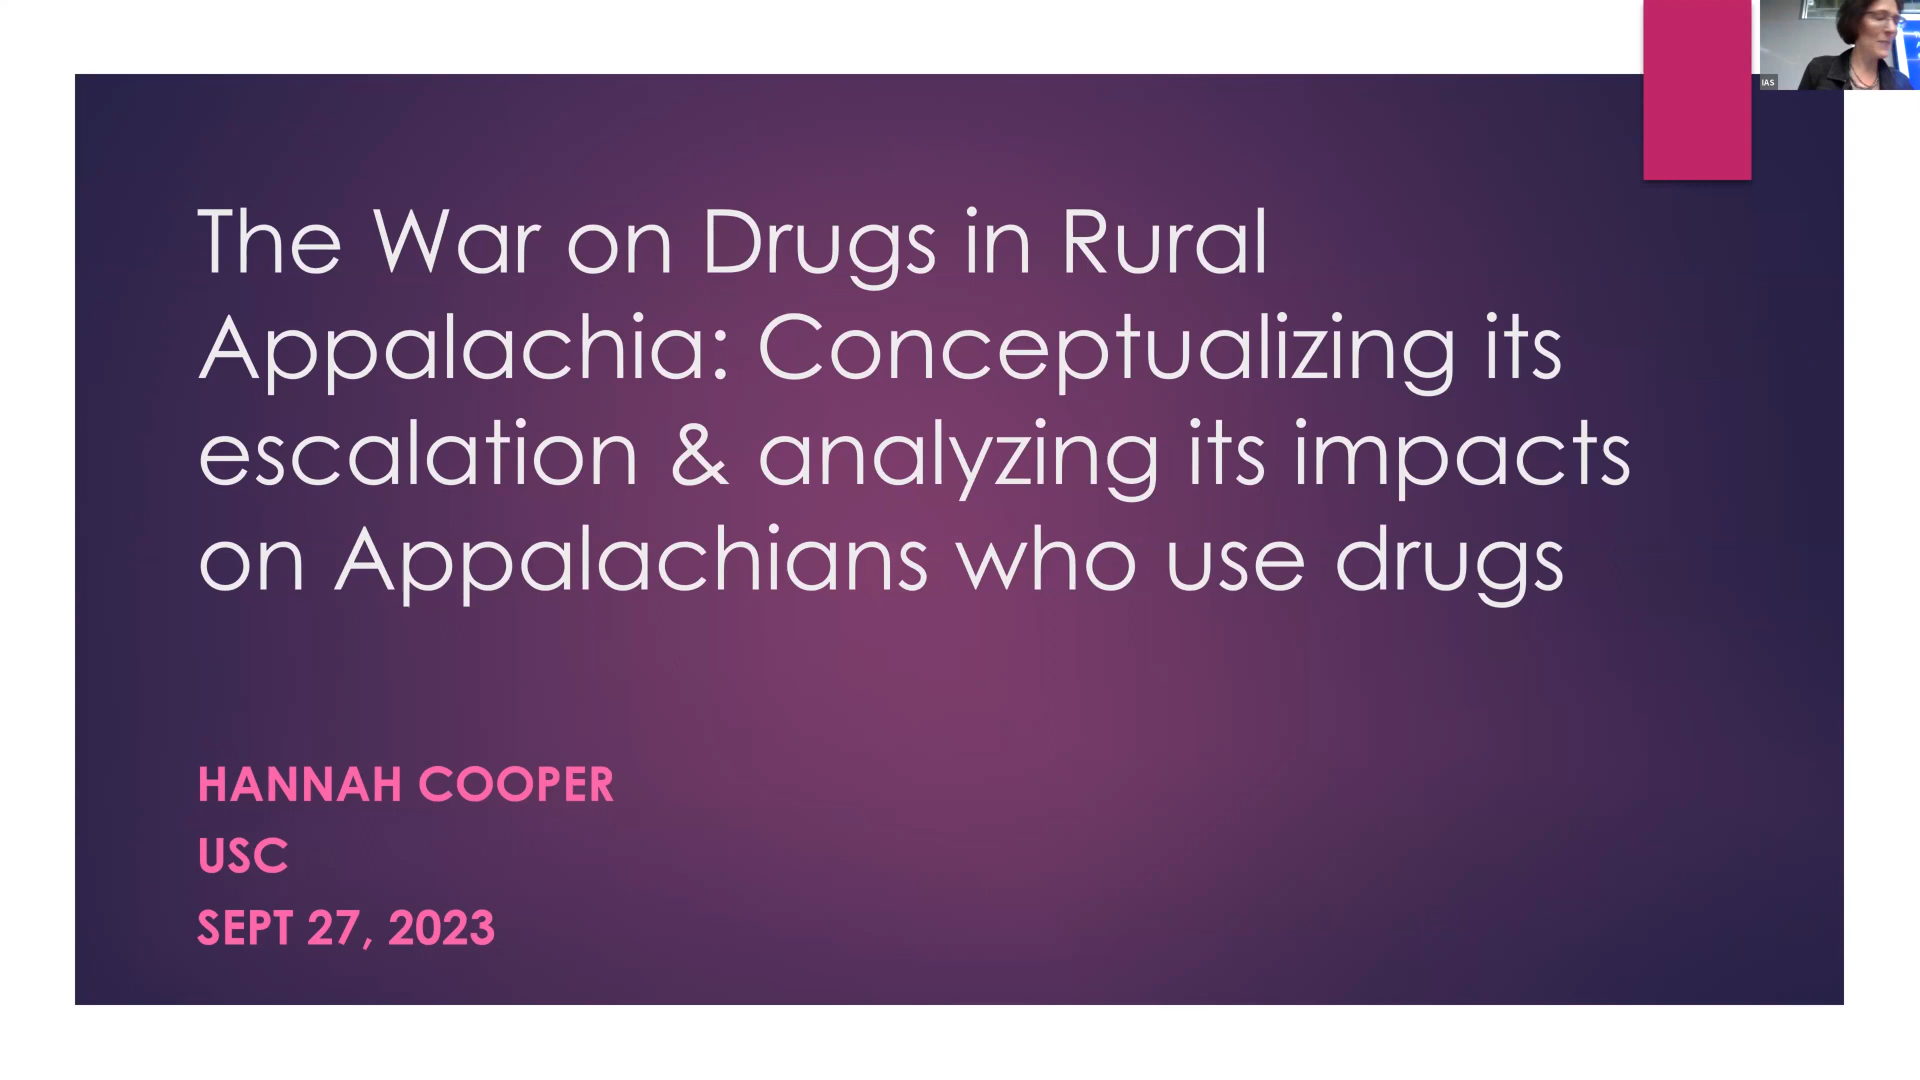 The War on Drugs in Rural
Appalachia: Conceptualizing its
escalation & analyzing its impacts
on Appalachians who use drugs
HANNAH COOPER
USC
SEPT 27, 2023
IAS